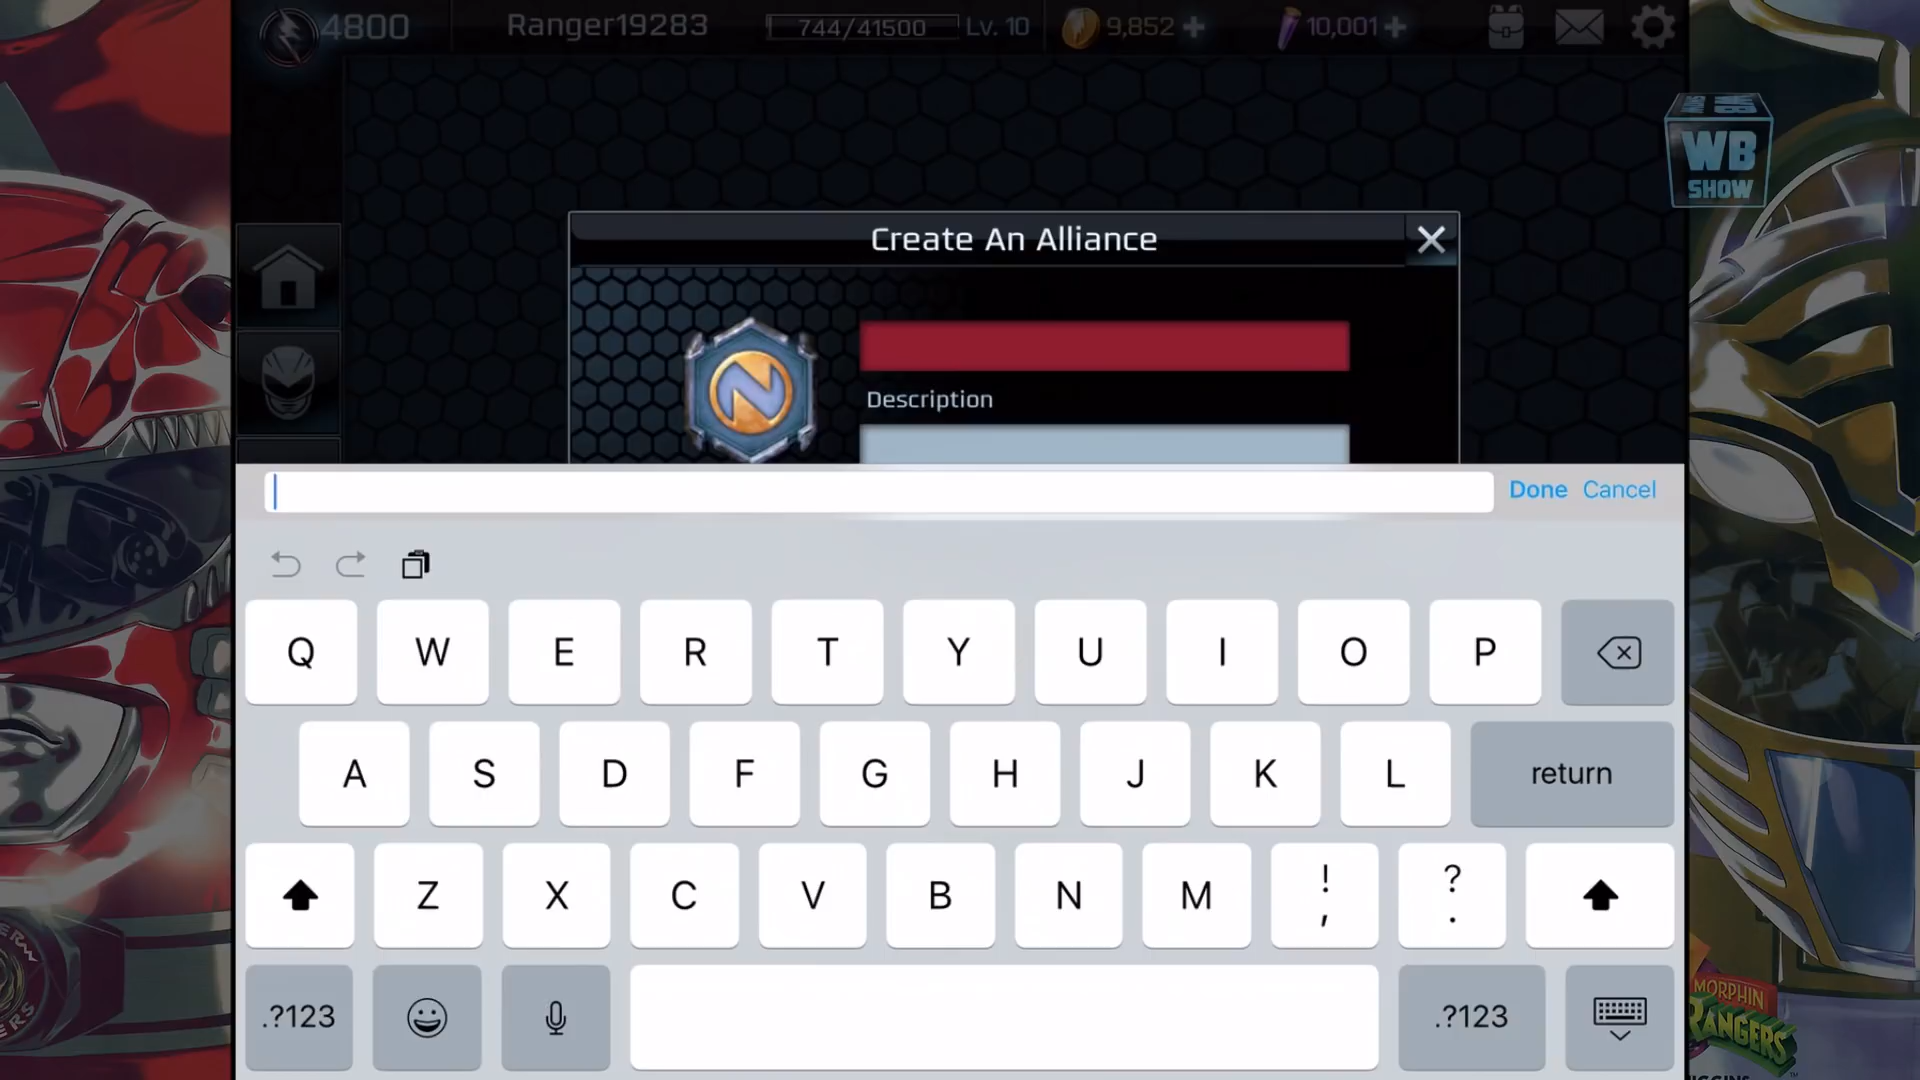 4800 Ranger19283 744/41500 Lv. 10 9,852 + 10,001 +
WB
SHOW
Create An Alliance
Description
Done Cancel
Q W E R T Y U I O P
A S D F G H J K L return
Z X C V B N M ! , ? .
.?123 .?123
MORPHIN
RANGERS